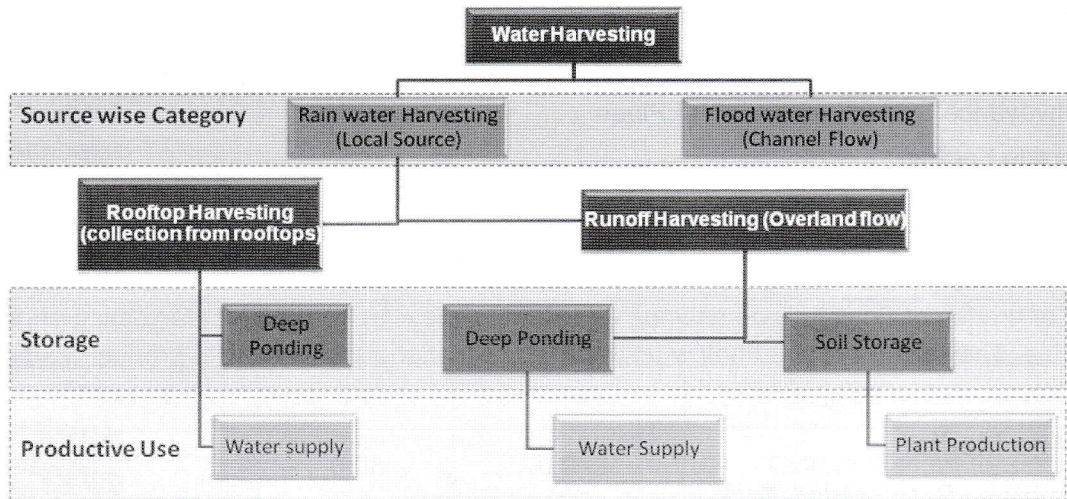 Water Harvesting
Source wise Category
Rain water Harvesting
(Local Source)
Flood water Harvesting
(Channel Flow)
Rooftop Harvesting
(collection from rooftops)
Runoff Harvesting (Overland flow)
Storage
Deep
Ponding
Deep Ponding
Soil Storage
Productive Use
Water supply
Water Supply
Plant Production